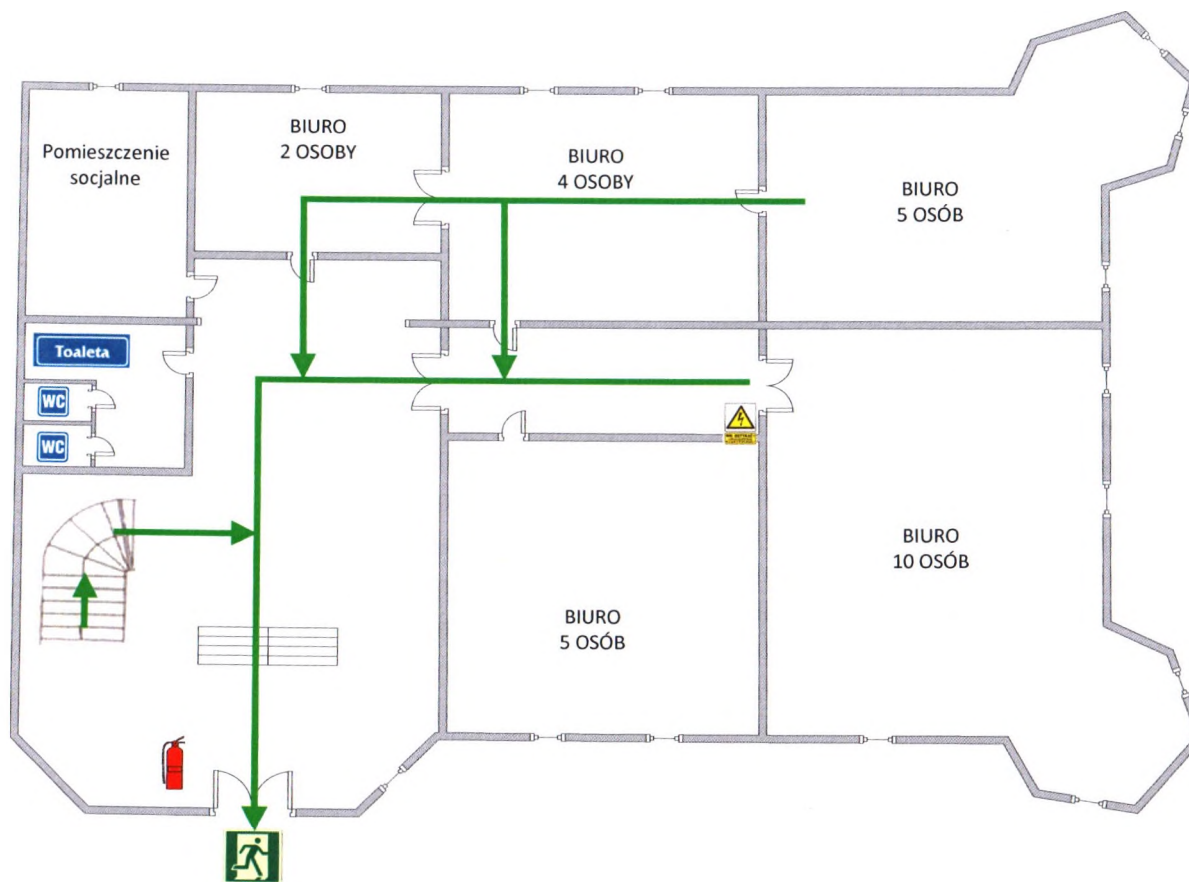 Pomieszczenie
socjalne
BIURO
2 OSOBY
BIURO
4 OSOBY
BIURO
5 OSÓB
Toaleta
WC
WC
BIURO
10 OSÓB
BIURO
5 OSÓB